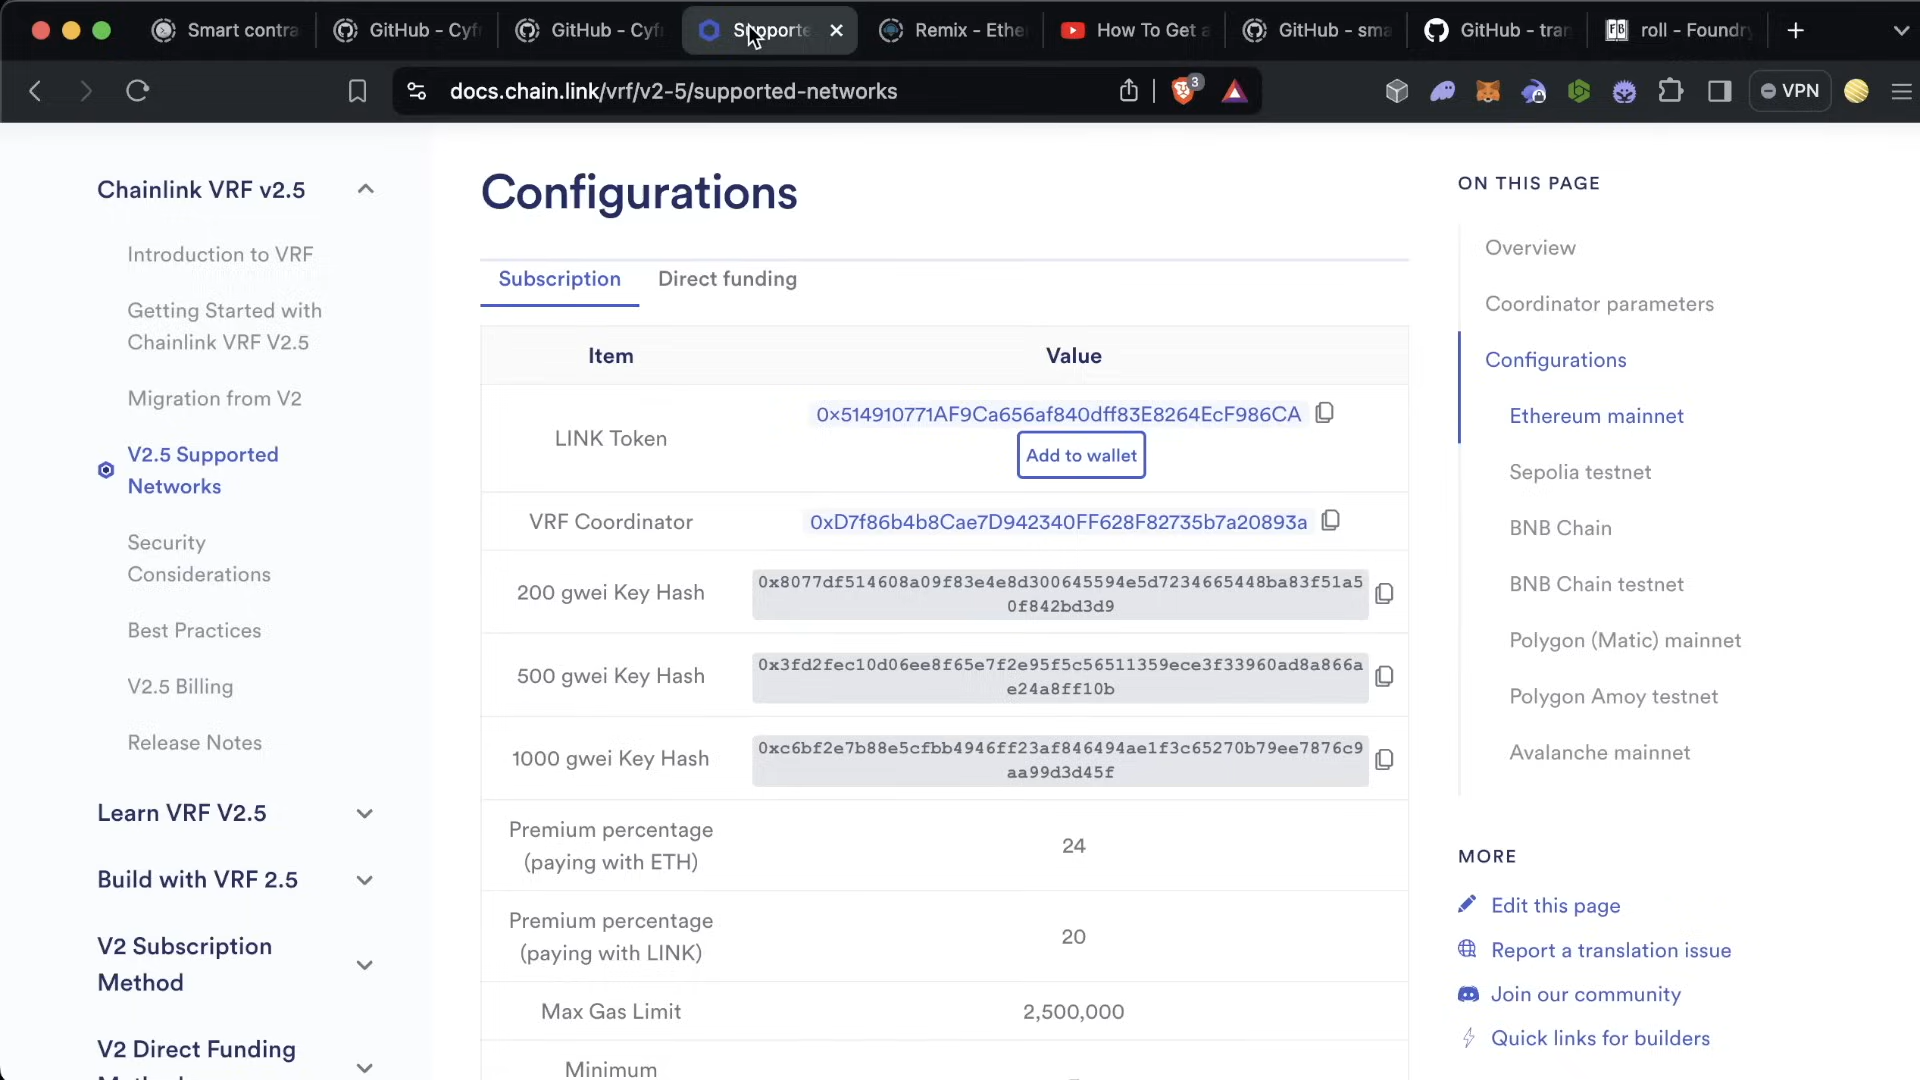 Smart contra
GitHub - Cyf
GitHub - Cyf
Supporte
Remix - Ethe
How To Get a
GitHub - sma
GitHub - tran
roll - Foundry
docs.chain.link/vrf/v2-5/supported-networks
3
VPN
Chainlink VRF v2.5
Introduction to VRF
Getting Started with
Chainlink VRF V2.5
Migration from V2
V2.5 Supported
Networks
Security
Considerations
Best Practices
V2.5 Billing
Release Notes
Learn VRF V2.5
Build with VRF 2.5
V2 Subscription
Method
V2 Direct Funding
Configurations
Subscription
Direct funding
Item
Value
LINK Token
0x514910771AF9Ca656af840dff83E8264EcF986CA
Add to wallet
VRF Coordinator
0xD7f86b4b8Cae7D942340FF628F82735b7a20893a
200 gwei Key Hash
0x8077df514608a09f83e4e8d300645594e5d7234665448ba83f51a5
0f842bd3d9
500 gwei Key Hash
0x3fd2fec10d06ee8f65e7f2e95f5c56511359ece3f33960ad8a866a
e24a8ff10b
1000 gwei Key Hash
0xc6bf2e7b88e5cfbb4946ff23af846494ae1f3c65270b79ee7876c9
aa99d3d45f
Premium percentage
(paying with ETH)
24
Premium percentage
(paying with LINK)
20
Max Gas Limit
2,500,000
Minimum
ON THIS PAGE
Overview
Coordinator parameters
Configurations
Ethereum mainnet
Sepolia testnet
BNB Chain
BNB Chain testnet
Polygon (Matic) mainnet
Polygon Amoy testnet
Avalanche mainnet
MORE
Edit this page
Report a translation issue
Join our community
Quick links for builders